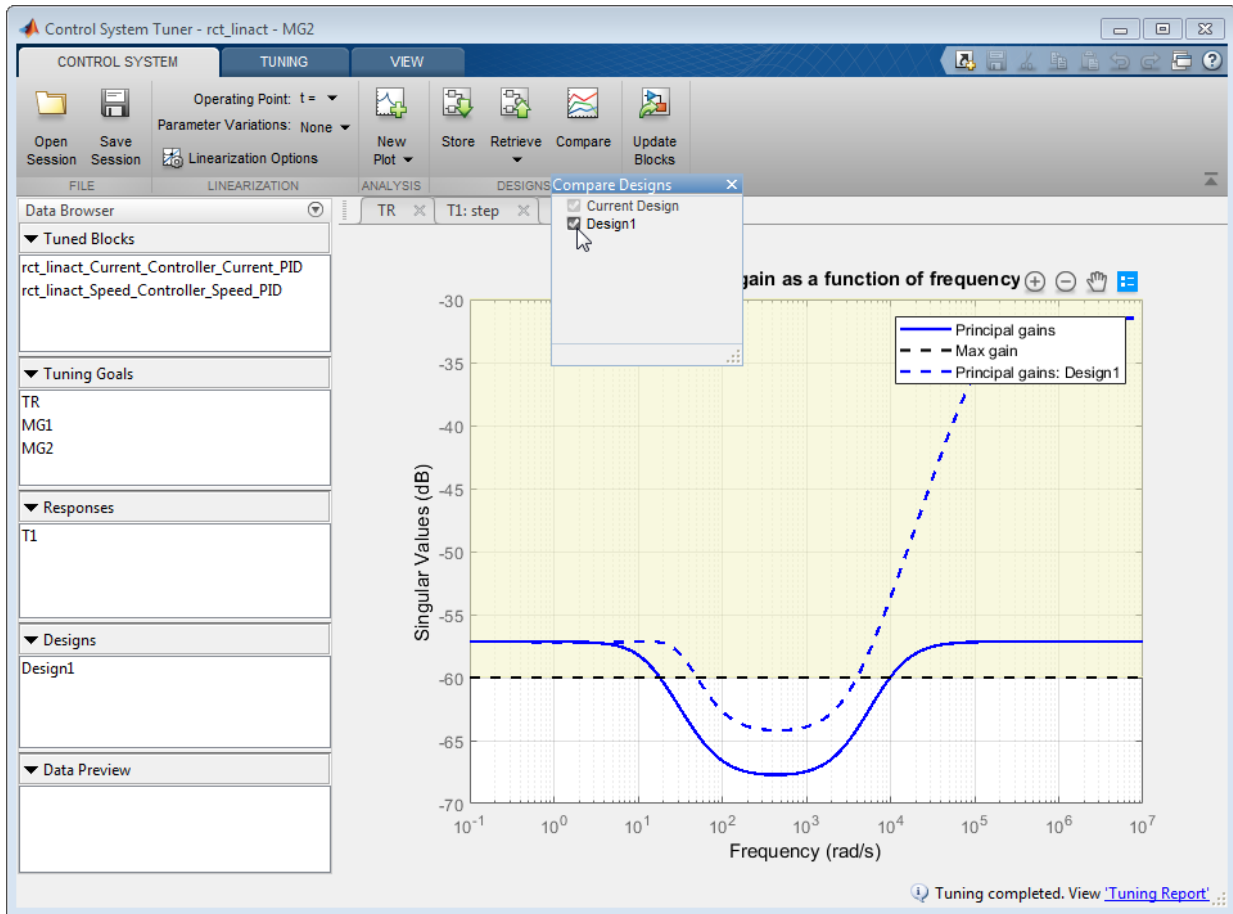 Control System Tuner - rct_linact - MG2
CONTROL SYSTEM
TUNING
VIEW
Open Session
Save Session
Operating Point: t =
Parameter Variations: None
Linearization Options
New Plot
Store
Retrieve
Compare
Update Blocks
FILE
LINEARIZATION
ANALYSIS
DESIGNS
Compare Designs
Current Design
Design1
Data Browser
TR
T1: step
Tuned Blocks
rct_linact_Current_Controller_Current_PID
rct_linact_Speed_Controller_Speed_PID
Tuning Goals
TR
MG1
MG2
Responses
T1
Designs
Design1
Data Preview
gain as a function of frequency
Principal gains
Max gain
Principal gains: Design1
Singular Values (dB)
-30
-35
-40
-45
-50
-55
-60
-65
-70
10⁻¹ 10⁰ 10¹ 10² 10³ 10⁴ 10⁵ 10⁶ 10⁷
Frequency (rad/s)
Tuning completed. View 'Tuning Report'